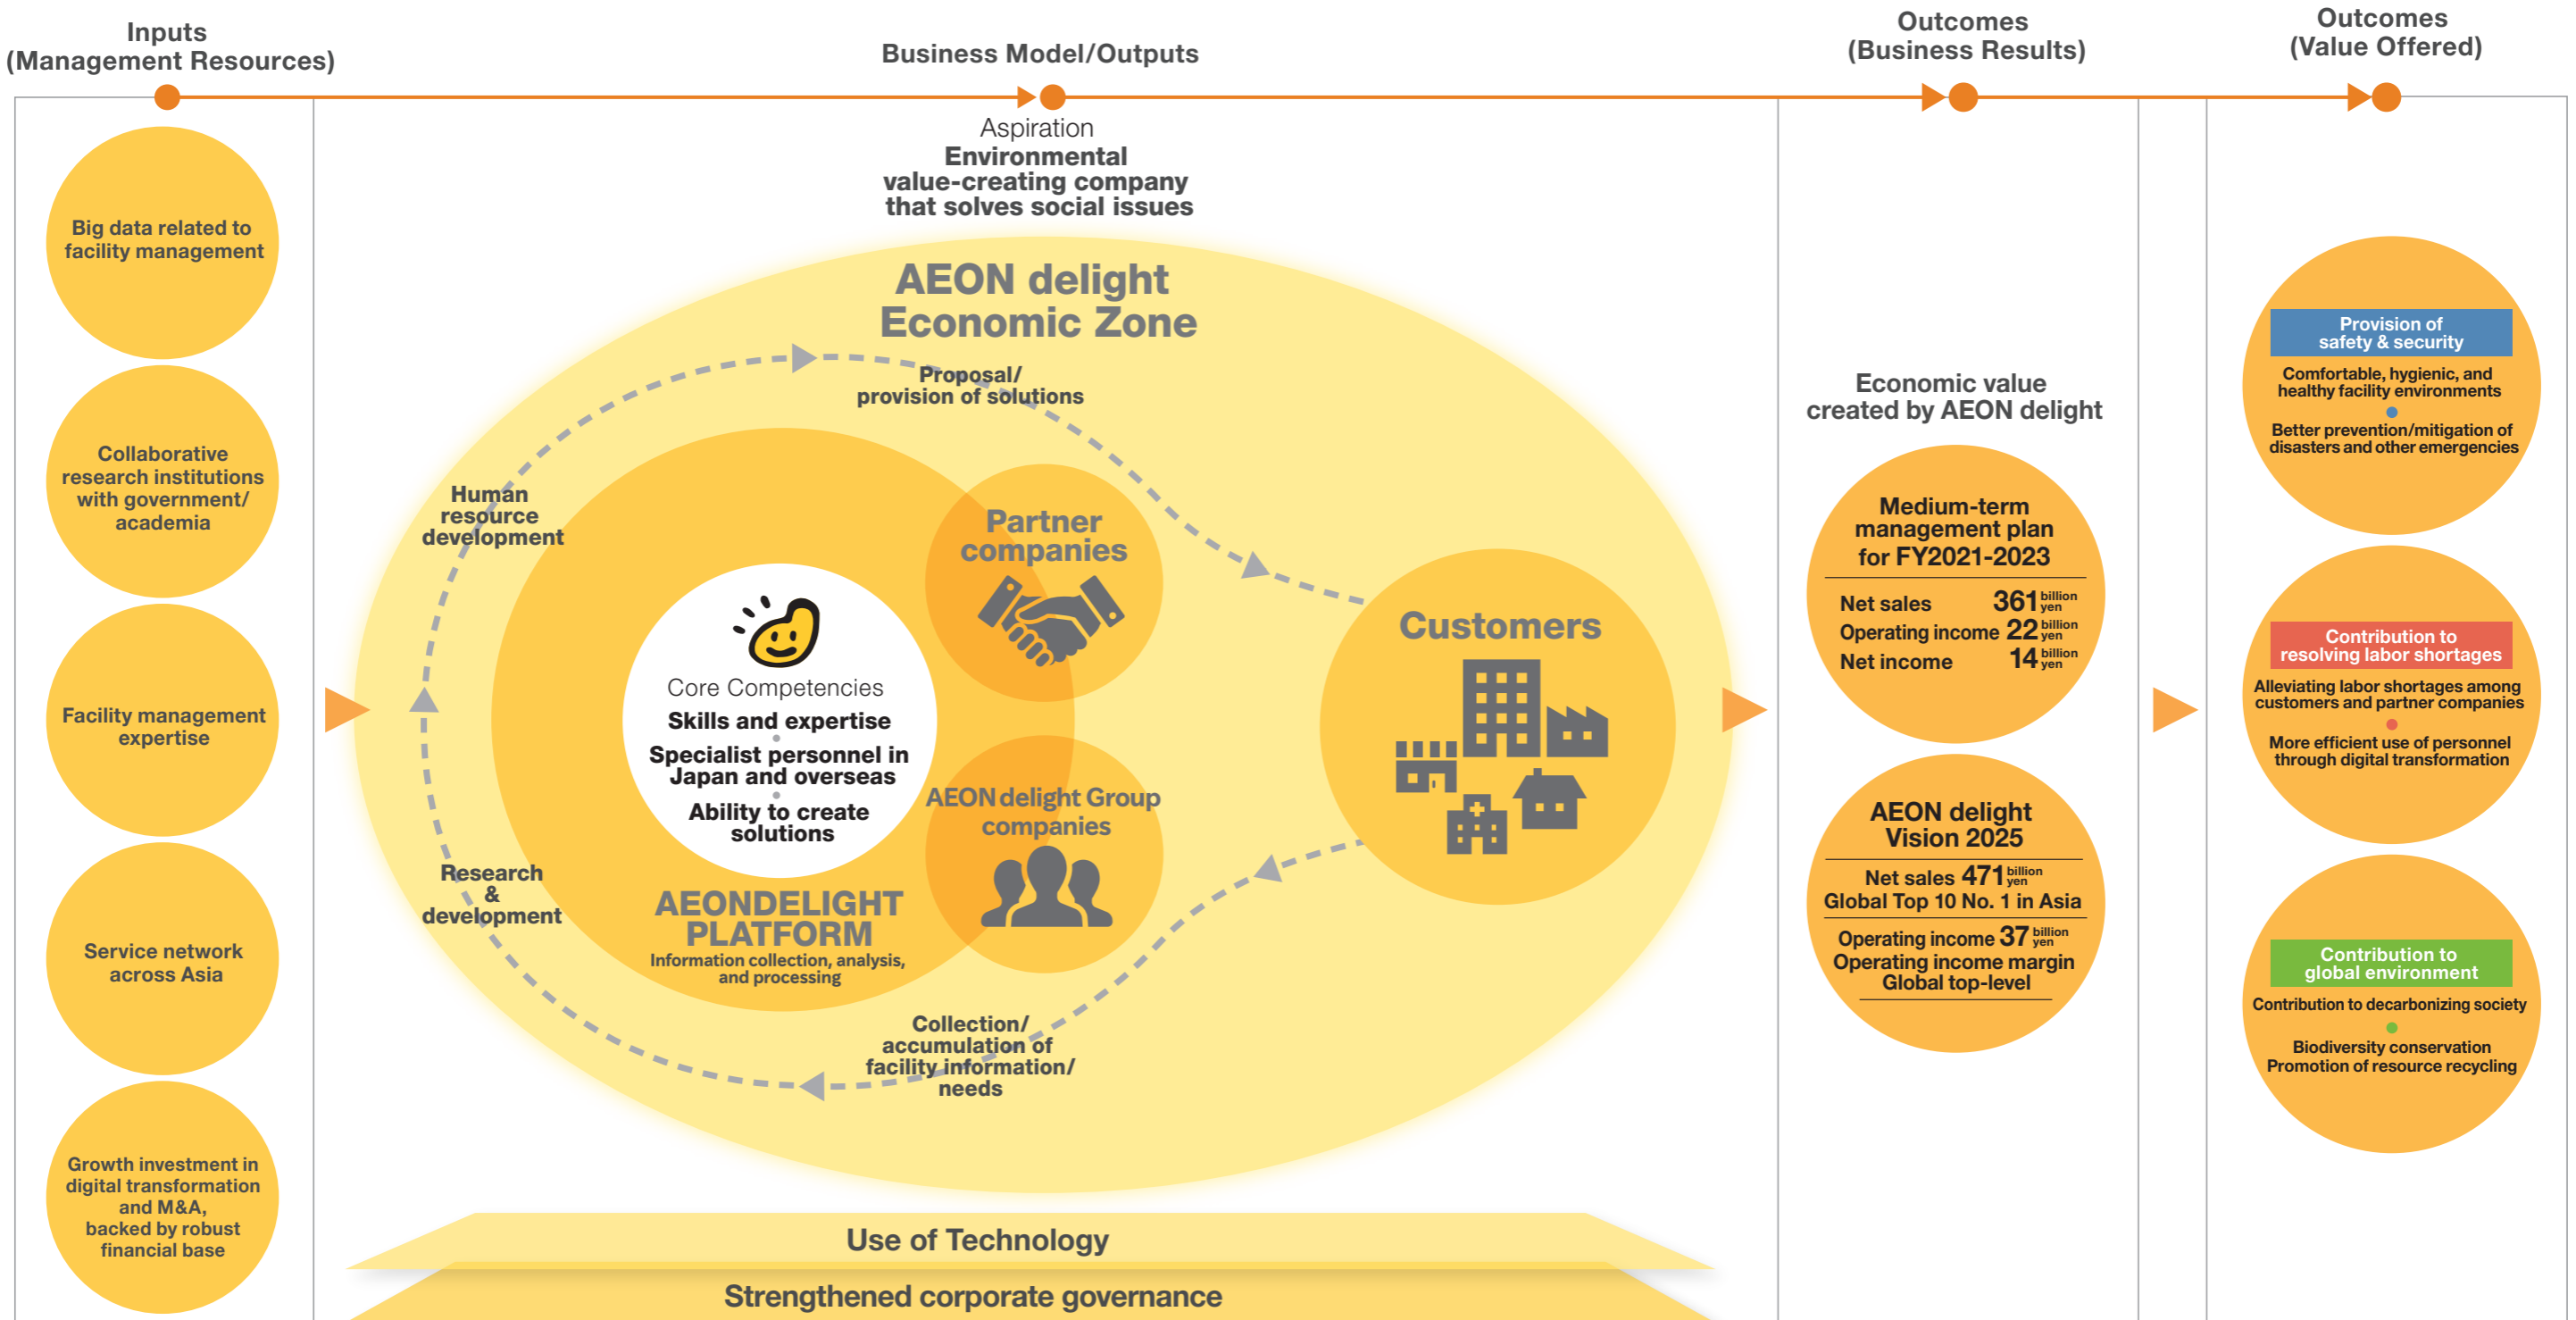 Inputs
(Management Resources)
Big data related to
facility management
Collaborative
research institutions
with government/
academia
Facility management
expertise
Service network
across Asia
Growth investment in
digital transformation
and M&A,
backed by robust
financial base
Business Model/Outputs
Aspiration
Environmental
value-creating company
that solves social issues
AEON delight
Economic Zone
Proposal/
provision of solutions
Human
resource
development
Partner
companies
Customers
Core Competencies
Skills and expertise
Specialist personnel in
Japan and overseas
Ability to create
solutions
AEON delight Group
companies
Research
&
development
AEONDELIGHT
PLATFORM
Information collection, analysis,
and processing
Collection/
accumulation of
facility information/
needs
Use of Technology
Strengthened corporate governance
Outcomes
(Business Results)
Economic value
created by AEON delight
Medium-term
management plan
for FY2021-2023
Net sales 361 billion yen
Operating income 22 billion yen
Net income 14 billion yen
AEON delight
Vision 2025
Net sales 471 billion yen
Global Top 10 No. 1 in Asia
Operating income 37 billion yen
Operating income margin
Global top-level
Outcomes
(Value Offered)
Provision of
safety & security
Comfortable, hygienic, and
healthy facility environments
Better prevention/mitigation of
disasters and other emergencies
Contribution to
resolving labor shortages
Alleviating labor shortages among
customers and partner companies
More efficient use of personnel
through digital transformation
Contribution to
global environment
Contribution to decarbonizing society
Biodiversity conservation
Promotion of resource recycling